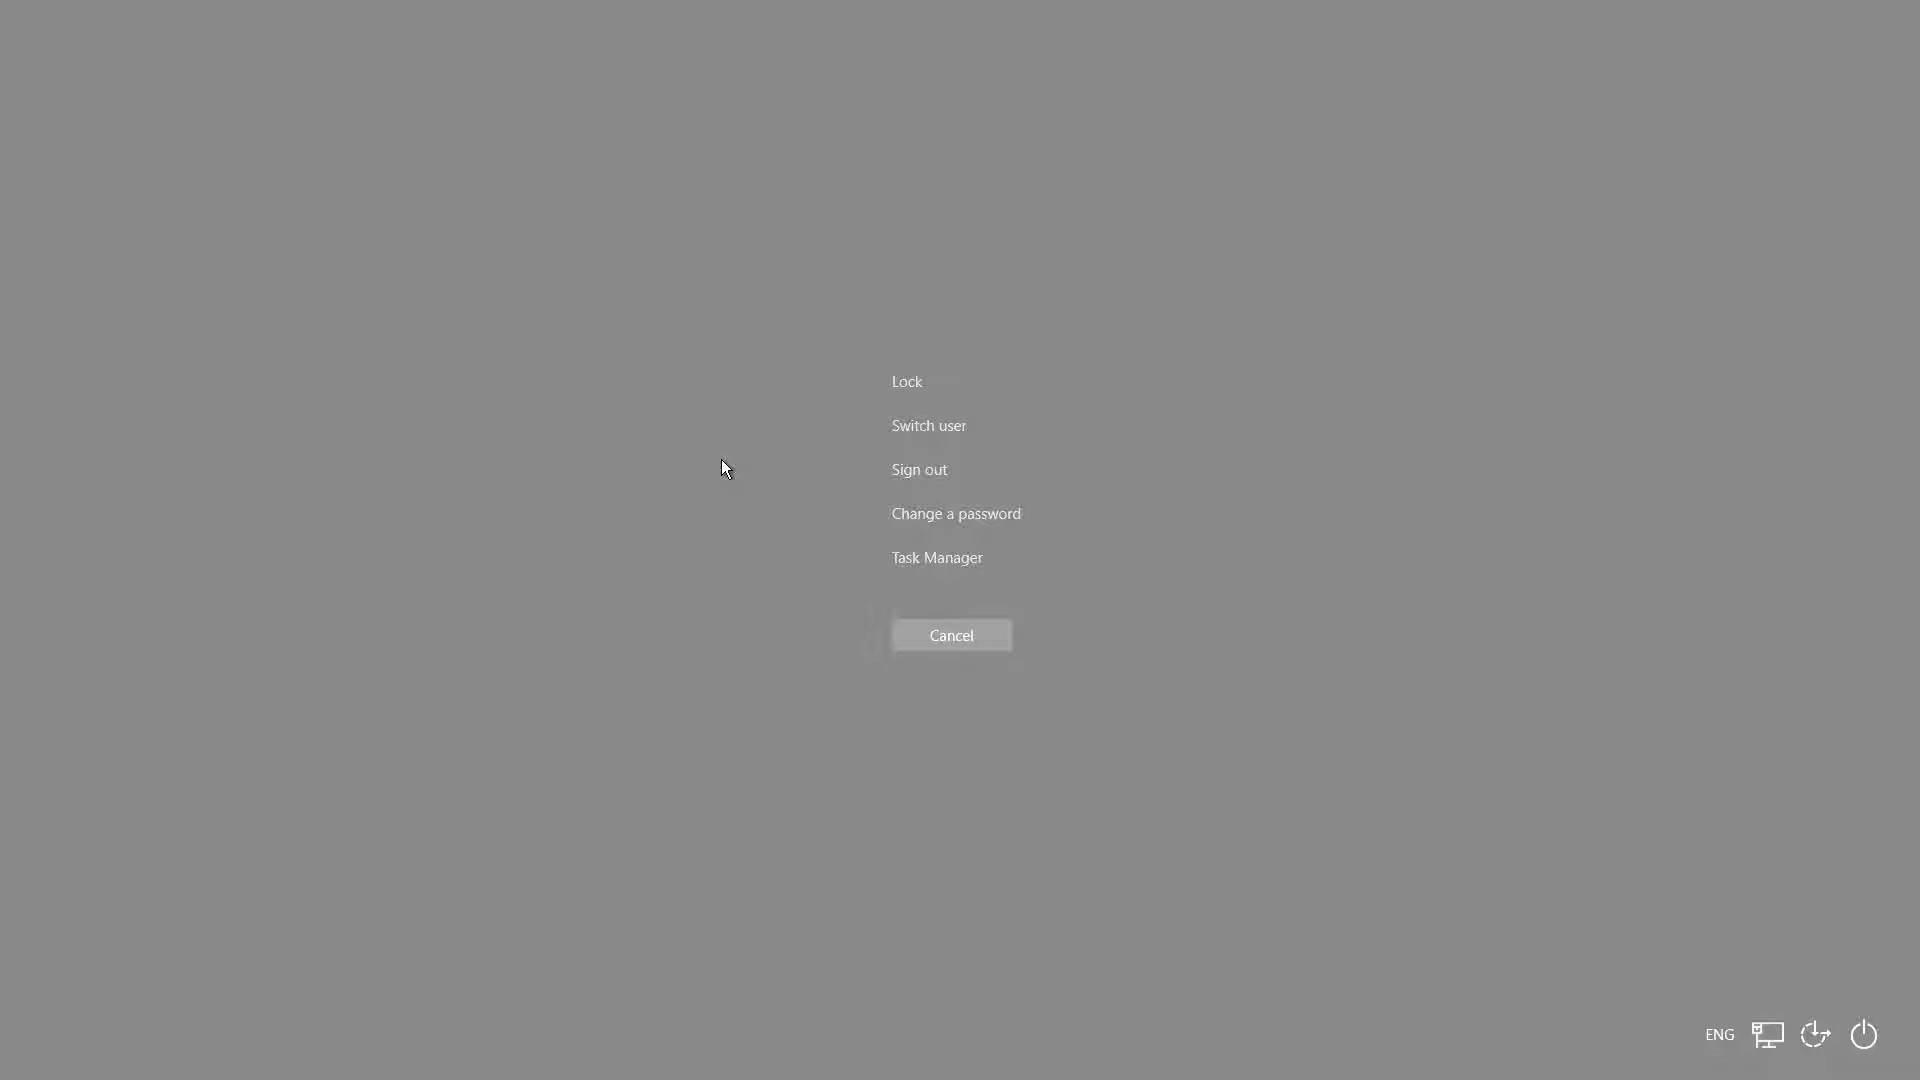 Lock
Switch user
Sign out
Change a password
Task Manager
Cancel
ENG